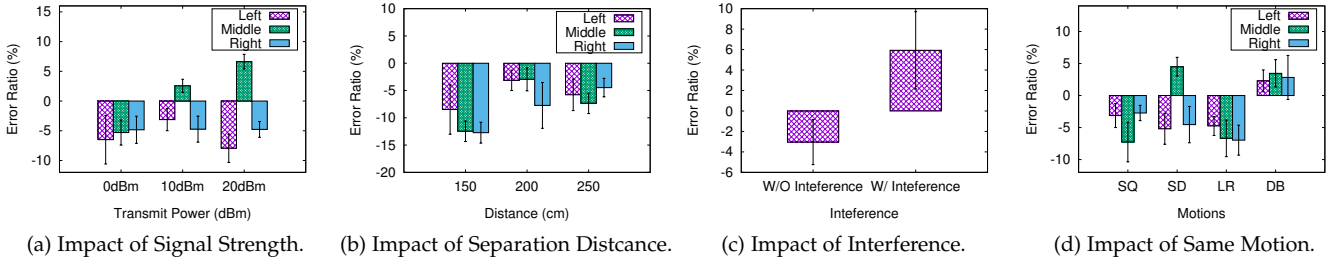 15
10
5
0
-5
-10
Error Ratio (%)
Left
Middle
Right
0dBm 10dBm 20dBm
Transmit Power (dBm)
(a) Impact of Signal Strength.
5
0
-5
-10
-15
-20
Error Ratio (%)
Left
Middle
Right
150 200 250
Distance (cm)
(b) Impact of Separation Distcance.
10
8
6
4
2
0
-2
-4
-6
Error Ratio (%)
W/O Inteference W/ Inteference
Inteference
(c) Impact of Interference.
10
5
0
-5
-10
Error Ratio (%)
Left
Middle
Right
SQ SD LR DB
Motions
(d) Impact of Same Motion.